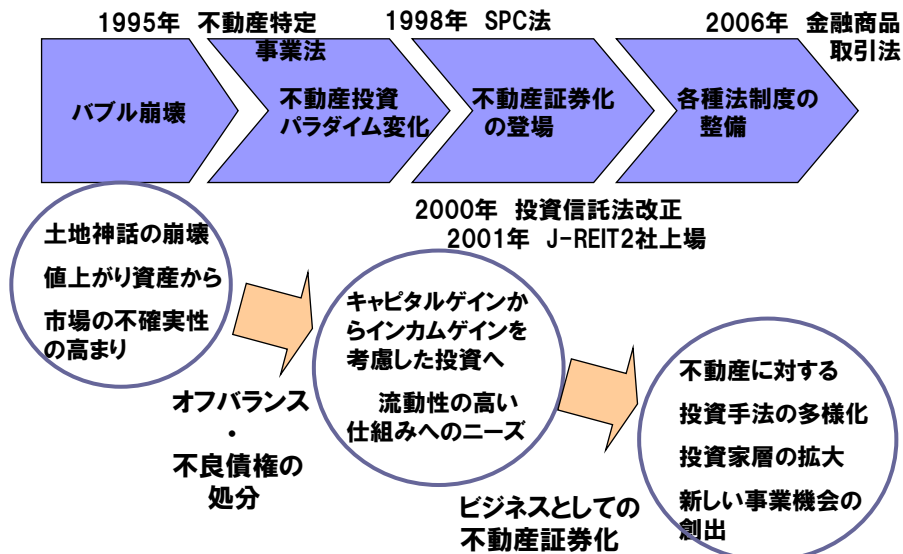 1995年 不動産特定
事業法
1998年 SPC法
2006年 金融商品
取引法
バブル崩壊
不動産投資
パラダイム変化
不動産証券化
の登場
各種法制度の
整備
2000年 投資信託法改正
2001年 J-REIT2社上場
土地神話の崩壊
値上がり資産から
市場の不確実性
の高まり
オフバランス
・
不良債権の
処分
キャピタルゲインか
らインカムゲインを
考慮した投資へ
流動性の高い
仕組みへのニーズ
ビジネスとしての
不動産証券化
不動産に対する
投資手法の多様化
投資家層の拡大
新しい事業機会の
創出